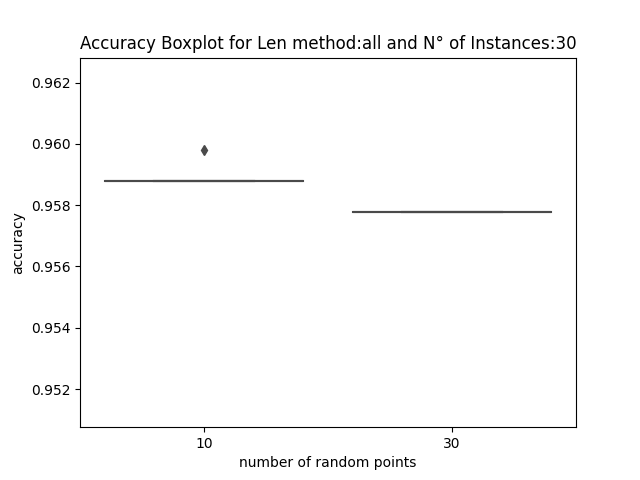 Accuracy Boxplot for Len method:all and N° of Instances:30
0.962
0.960
0.958
0.956
0.954
0.952
accuracy
10
30
number of random points